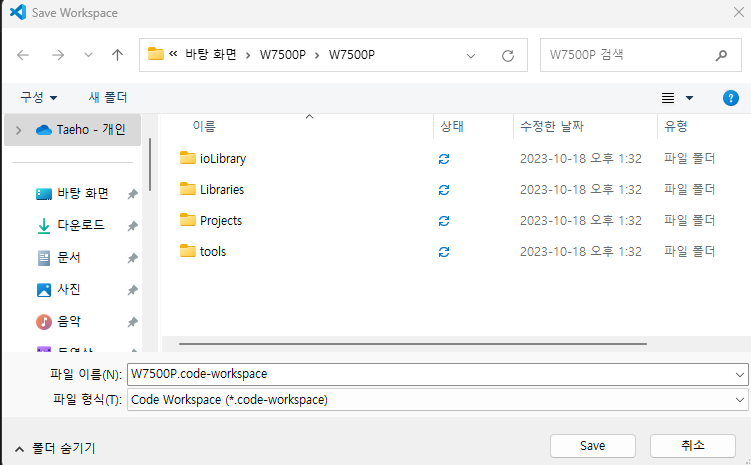 Save Workspace
« 바탕 화면 > W7500P > W7500P
W7500P 검색
구성 새 폴더
Taeho - 개인
이름 상태 수정한 날짜 유형
ioLibrary 2023-10-18 오후 1:32 파일 폴더
Libraries 2023-10-18 오후 1:32 파일 폴더
Projects 2023-10-18 오후 1:32 파일 폴더
tools 2023-10-18 오후 1:32 파일 폴더
바탕 화면
다운로드
문서
사진
음악
동영상
파일 이름(N): W7500P.code-workspace
파일 형식(T): Code Workspace (*.code-workspace)
폴더 숨기기
Save 취소